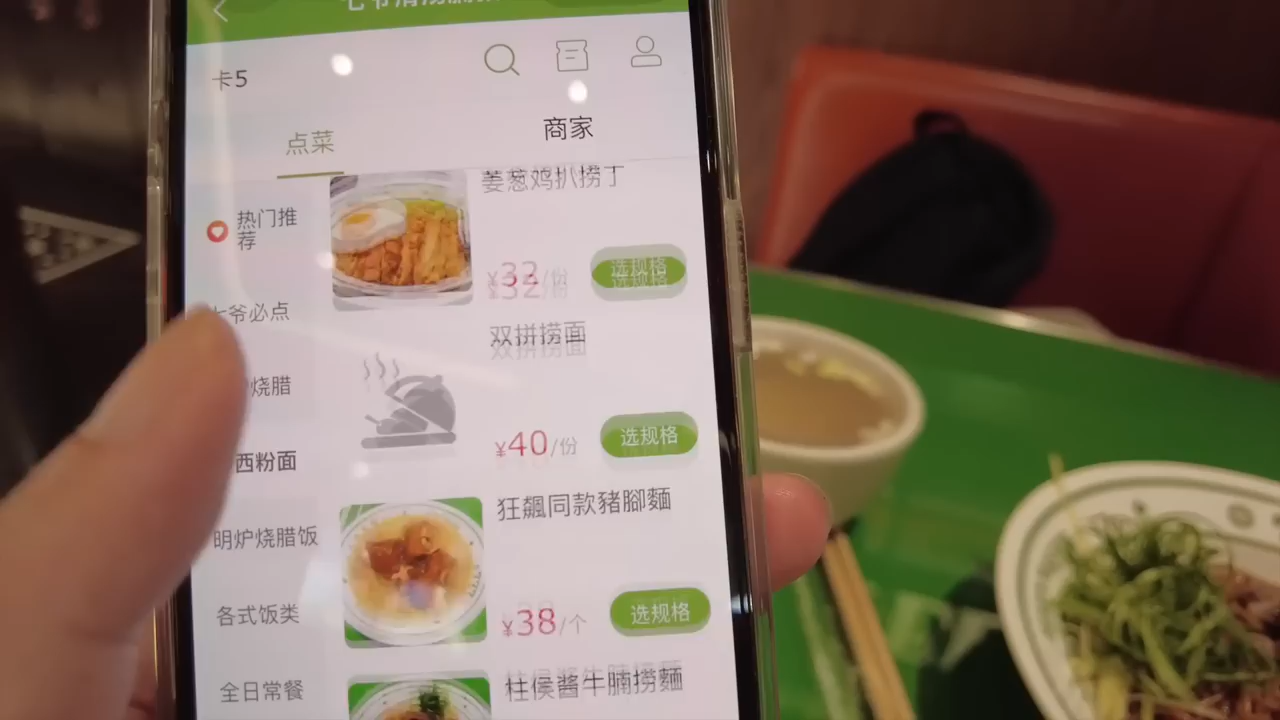 卡5
点菜
商家
热门推
荐
姜葱鸡扒捞丁
¥32/份
选规格
爷必点
双拼捞面
烧腊
¥40/份
选规格
西粉面
狂飆同款豬腳麵
明炉烧腊饭
¥38/个
选规格
各式饭类
柱侯酱牛腩捞麵
全日常餐